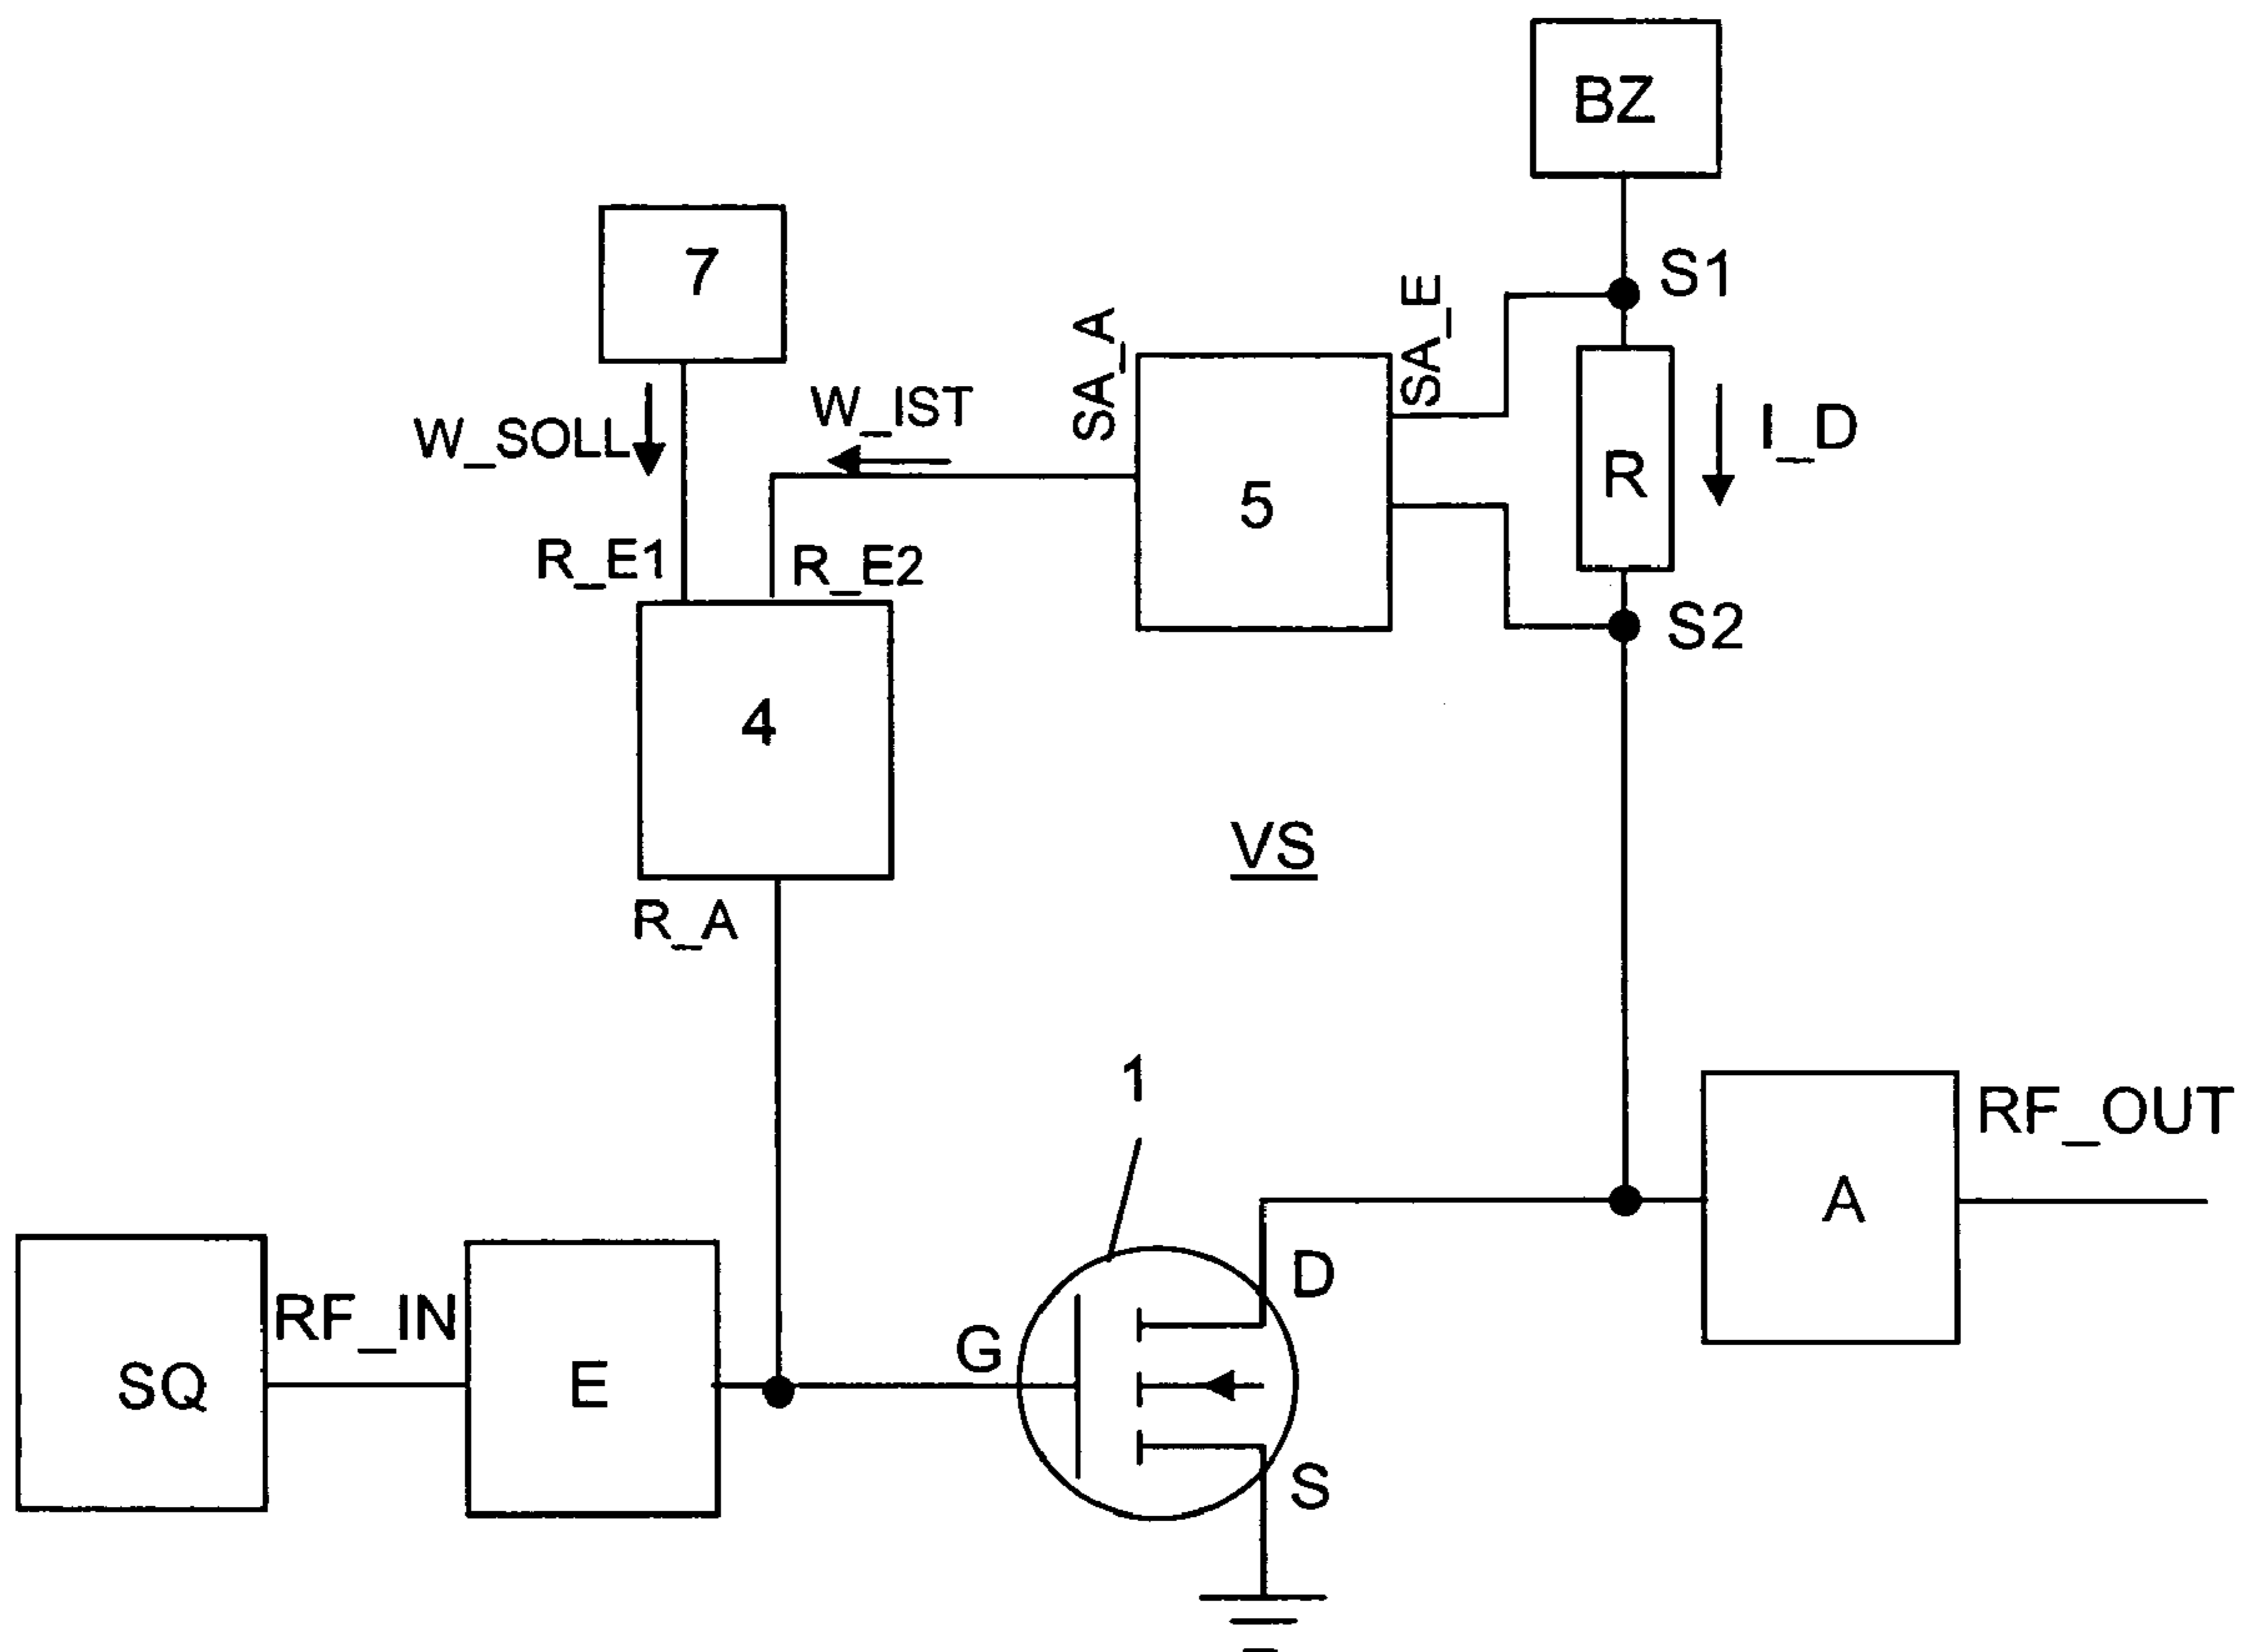 BZ
S1
7
SA_A
SA_E
W_SOLL
W_IST
I_D
R
5
R_E1
R_E2
S2
4
VS
R_A
1
RF_OUT
A
D
RF_IN
G
SQ
E
S